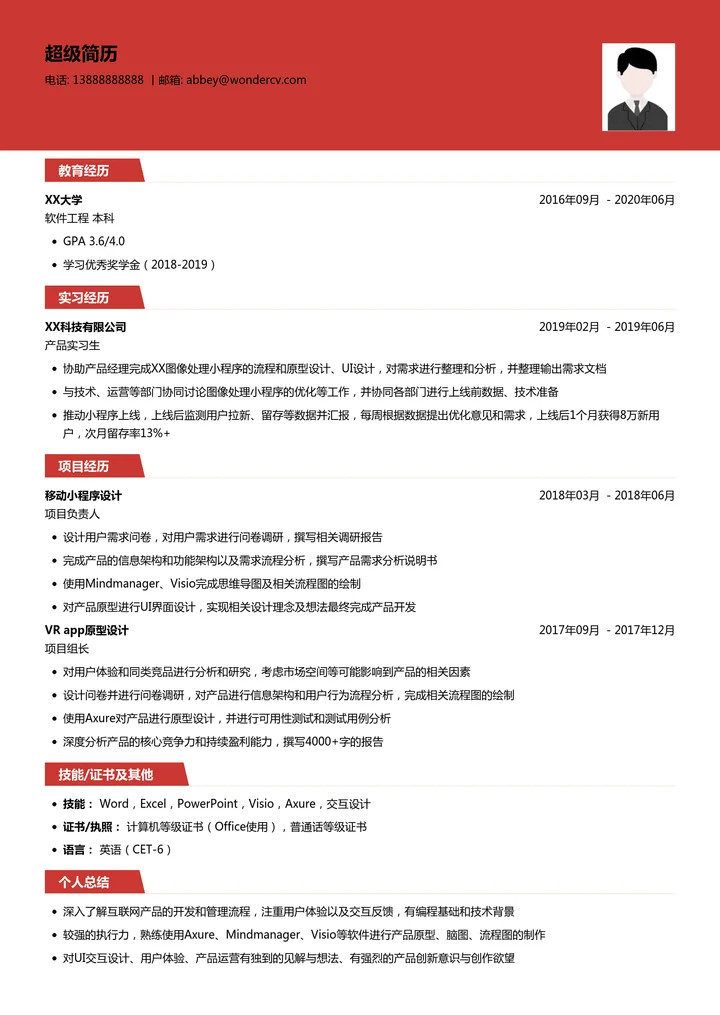 超级简历
电话: 13888888888 | 邮箱: abbey@wondercv.com
教育经历
XX大学 2016年09月 - 2020年06月
软件工程 本科
• GPA 3.6/4.0
• 学习优秀奖学金（2018-2019）
实习经历
XX科技有限公司 2019年02月 - 2019年06月
产品实习生
• 协助产品经理完成XX图像处理小程序的流程和原型设计、UI设计，对需求进行整理和分析，并整理输出需求文档
• 与技术、运营等部门协同讨论图像处理小程序的优化等工作，并协同各部门进行上线前数据、技术准备
• 推动小程序上线，上线后监测用户拉新、留存等数据并汇报，每周根据数据提出优化意见和需求，上线后1个月获得8万新用
户，次月留存率13%+
项目经历
移动小程序设计 2018年03月 - 2018年06月
项目负责人
• 设计用户需求问卷，对用户需求进行问卷调研，撰写相关调研报告
• 完成产品的信息架构和功能架构以及需求流程分析，撰写产品需求分析说明书
• 使用Mindmanager、Visio完成思维导图及相关流程图的绘制
• 对产品原型进行UI界面设计，实现相关设计理念及想法最终完成产品开发
VR app原型设计 2017年09月 - 2017年12月
项目组长
• 对用户体验和同类竞品进行分析和研究，考虑市场空间等可能影响到产品的相关因素
• 设计问卷并进行问卷调研，对产品进行信息架构和用户行为流程分析，完成相关流程图的绘制
• 使用Axure对产品进行原型设计，并进行可用性测试和测试用例分析
• 深度分析产品的核心竞争力和持续盈利能力，撰写4000+字的报告
技能/证书及其他
• 技能： Word，Excel，PowerPoint，Visio，Axure，交互设计
• 证书/执照： 计算机等级证书（Office使用），普通话等级证书
• 语言： 英语（CET-6）
个人总结
• 深入了解互联网产品的开发和管理流程，注重用户体验以及交互反馈，有编程基础和技术背景
• 较强的执行力，熟练使用Axure、Mindmanager、Visio等软件进行产品原型、脑图、流程图的制作
• 对UI交互设计、用户体验、产品运营有独到的见解与想法、有强烈的产品创新意识与创作欲望